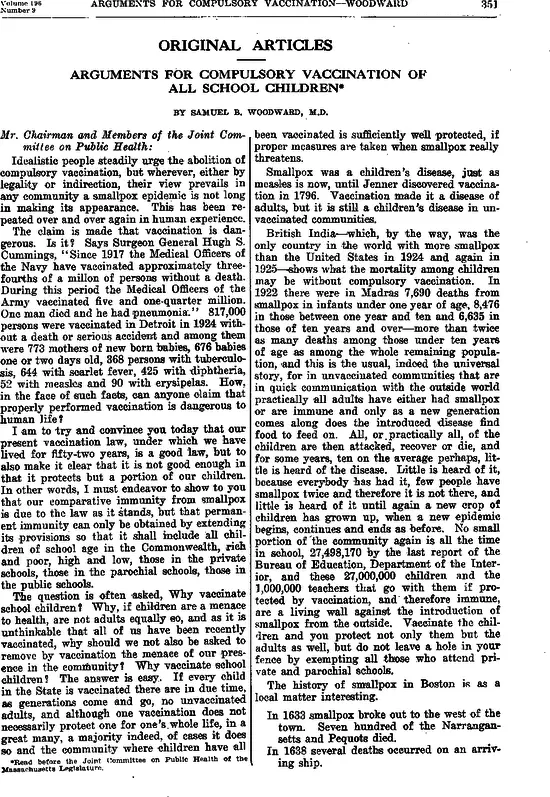 Volume 196
Number 9
ARGUMENTS FOR COMPULSORY VACCINATION—WOODWARD
351
ORIGINAL ARTICLES
ARGUMENTS FOR COMPULSORY VACCINATION OF
ALL SCHOOL CHILDREN*
BY SAMUEL B. WOODWARD, M.D.
Mr. Chairman and Members of the Joint Com-
mittee on Public Health:
Idealistic people steadily urge the abolition of
compulsory vaccination, but wherever, either by
legality or indirection, their view prevails in
any community a smallpox epidemic is not long
in making its appearance. This has been re-
peated over and over again in human experience.
The claim is made that vaccination is dan-
gerous. Is it? Says Surgeon General Hugh S.
Cummings, "Since 1917 the Medical Officers of
the Navy have vaccinated approximately three-
fourths of a millon of persons without a death.
During this period the Medical Officers of the
Army vaccinated five and one-quarter million.
One man died and he had pneumonia." 817,000
persons were vaccinated in Detroit in 1924 with-
out a death or serious accident and among them
were 773 mothers of new born babies, 676 babies
one or two days old, 368 persons with tuberculo-
sis, 644 with scarlet fever, 425 with diphtheria,
52 with measles and 90 with erysipelas. How,
in the face of such facts, can anyone claim that
properly performed vaccination is dangerous to
human life?
I am to try and convince you today that our
present vaccination law, under which we have
lived for fifty-two years, is a good law, but to
also make it clear that it is not good enough in
that it protects but a portion of our children.
In other words, I must endeavor to show to you
that our comparative immunity from smallpox
is due to the law as it stands, but that perman-
ent immunity can only be obtained by extending
its provisions so that it shall include all chil-
dren of school age in the Commonwealth, rich
and poor, high and low, those in the private
schools, those in the parochial schools, those in
the public schools.
The question is often asked, Why vaccinate
school children? Why, if children are a menace
to health, are not adults equally so, and as it is
unthinkable that all of us have been recently
vaccinated, why should we not also be asked to
remove by vaccination the menace of our pres-
ence in the community? Why vaccinate school
children? The answer is easy. If every child
in the State is vaccinated there are in due time,
as generations come and go, no unvaccinated
adults, and although one vaccination does not
necessarily protect one for one's whole life, in a
great many, a majority indeed, of cases it does
so and the community where children have all
*Read before the Joint Committee on Public Health of the
Massachusetts Legislature.
been vaccinated is sufficiently well protected, if
proper measures are taken when smallpox really
threatens.
Smallpox was a children's disease, just as
measles is now, until Jenner discovered vaccina-
tion in 1796. Vaccination made it a disease of
adults, but it is still a children's disease in un-
vaccinated communities.
British India—which, by the way, was the
only country in the world with more smallpox
than the United States in 1924 and again in
1925—shows what the mortality among children
may be without compulsory vaccination. In
1922 there were in Madras 7,690 deaths from
smallpox in infants under one year of age, 8,476
in those between one year and ten and 6,635 in
those of ten years and over—more than twice
as many deaths among those under ten years
of age as among the whole remaining popula-
tion, and this is the usual, indeed the universal
story, for in unvaccinated communities that are
in quick communication with the outside world
practically all adults have either had smallpox
or are immune and only as a new generation
comes along does the introduced disease find
food to feed on. All, or practically all, of the
children are then attacked, recover or die, and
for some years, ten on the average perhaps, lit-
tle is heard of the disease. Little is heard of it,
because everybody has had it, few people have
smallpox twice and therefore it is not there, and
little is heard of it until again a new crop of
children has grown up, when a new epidemic
begins, continues and ends as before. No small
portion of the community again is all the time
in school, 27,498,170 by the last report of the
Bureau of Education, Department of the Inter-
ior, and these 27,000,000 children and the
1,000,000 teachers that go with them if pro-
tected by vaccination, and therefore immune,
are a living wall against the introduction of
smallpox from the outside. Vaccinate the chil-
dren and you protect not only them but the
adults as well, but do not leave a hole in your
fence by exempting all those who attend pri-
vate and parochial schools.
The history of smallpox in Boston is as a
local matter interesting.
In 1633 smallpox broke out to the west of the
town. Seven hundred of the Narrangan-
setts and Pequots died.
In 1638 several deaths occurred on an arriv-
ing ship.